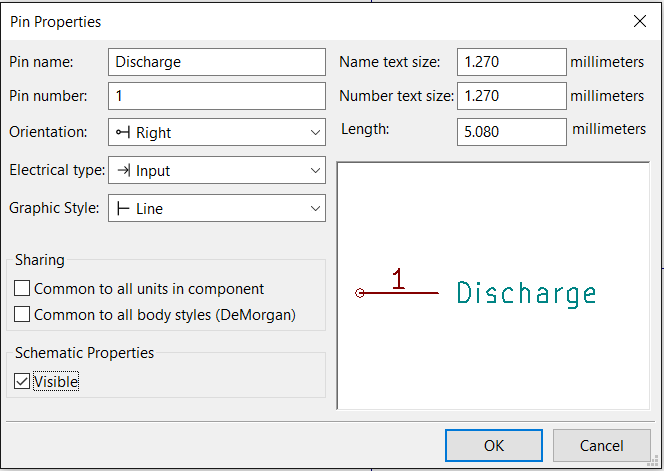 Pin Properties
Pin name: Discharge Name text size: 1.270 millimeters
Pin number: 1 Number text size: 1.270 millimeters
Orientation: Right Length: 5.080 millimeters
Electrical type: Input
Graphic Style: Line
Sharing
Common to all units in component
Common to all body styles (DeMorgan)
Schematic Properties
Visible
1 Discharge
OK Cancel